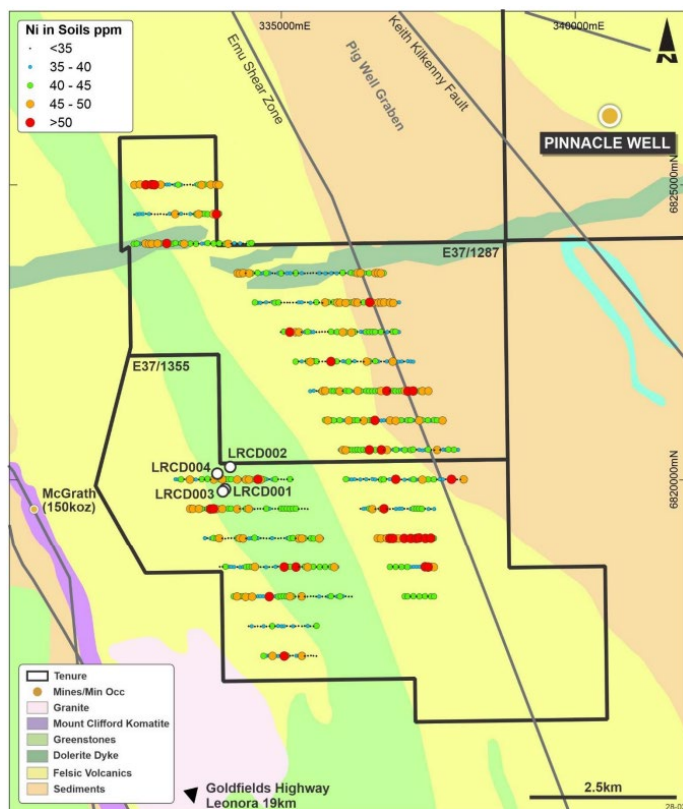 335000mE
340000mE
Ni in Soils ppm
<35
35 - 40
40 - 45
45 - 50
>50
Emu Shear Zone
Pig Well Graben
Keith Kilkenny Fault
N
PINNACLE WELL
6825000mN
E37/1287
E37/1355
LRCD002
LRCD004
LRCD003
LRCD001
6820000mN
McGrath
(150koz)
Tenure
Mines/Min Occ
Granite
Mount Clifford Komatite
Greenstones
Dolerite Dyke
Felsic Volcanics
Sediments
Goldfields Highway
Leonora 19km
2.5km